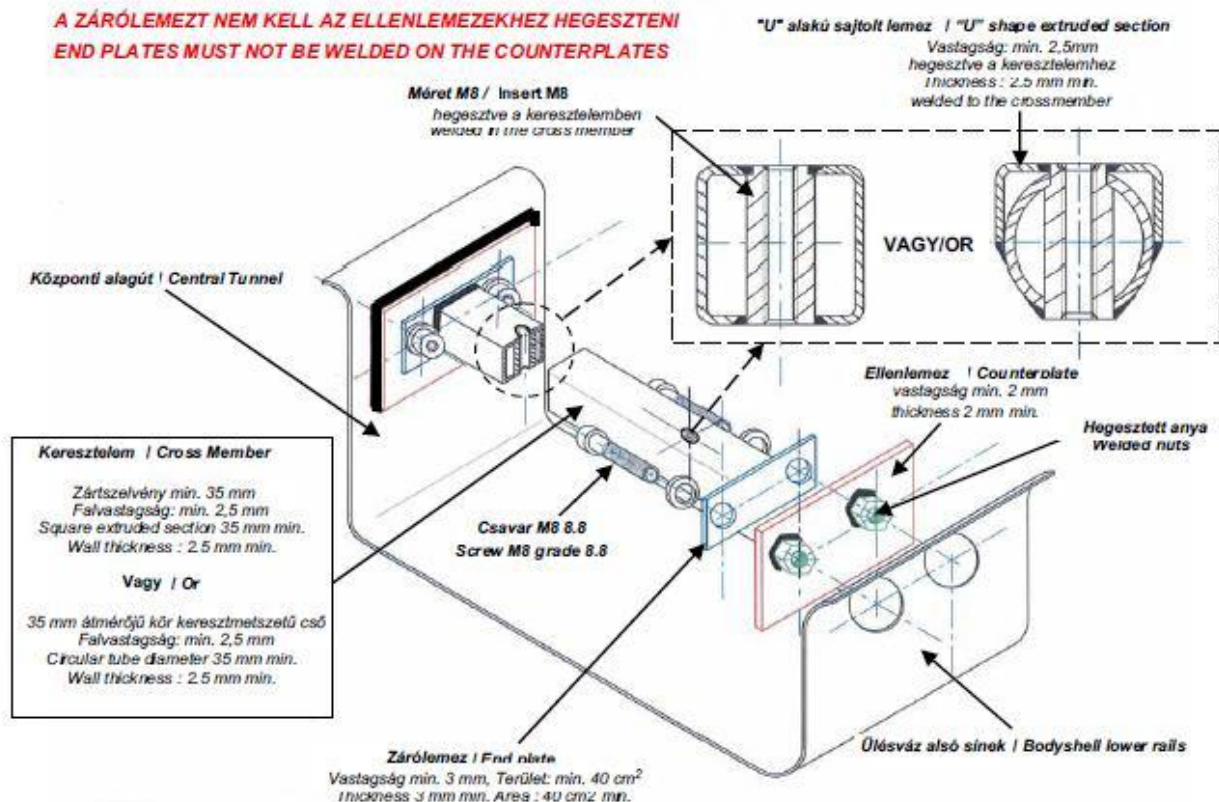 A ZÁRÓLEMEZT NEM KELL AZ ELLENLEMEZEKHEZ HEGESZTENI
END PLATES MUST NOT BE WELDED ON THE COUNTERPLATES
"U" alakú sajtolt lemez / "U" shape extruded section
Vastagság: min. 2,5mm
hegesztve a keresztelemhez
Thickness : 2.5 mm min.
welded to the crossmember
Méret M8 / Insert M8
hegesztve a keresztelemben
welded in the cross member
VAGY/OR
Központi alagút / Central Tunnel
Ellenlemez / Counterplate
vastagság min. 2 mm
thickness 2 mm min.
Hegesztett anya
Welded nuts
Keresztelem / Cross Member
Zártszelvény min. 35 mm
Falvastagság: min. 2,5 mm
Square extruded section 35 mm min.
Wall thickness : 2.5 mm min.
Vagy / Or
35 mm átmérőjű kör keresztmetszetű cső
Falvastagság: min. 2,5 mm
Circular tube diameter 35 mm min.
Wall thickness : 2.5 mm min.
Csavar M8 8.8
Screw M8 grade 8.8
Zárólemez / End plate
Vastagság min. 3 mm, Terület: min. 40 cm²
Thickness 3 mm min. Area : 40 cm2 min.
Ülésváz alsó sínek / Bodyshell lower rails